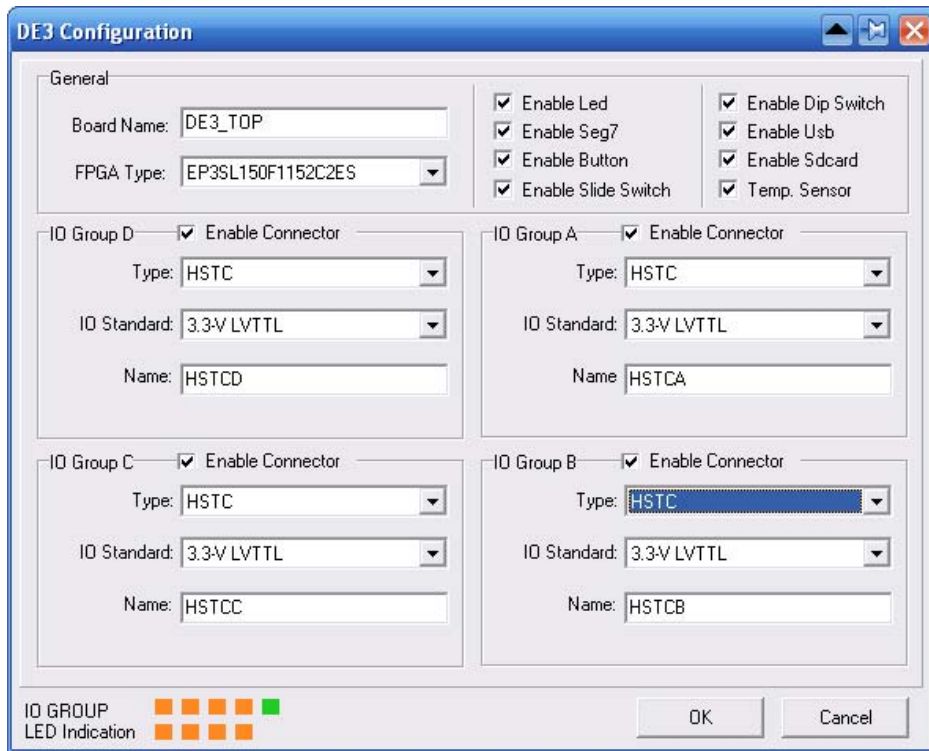 DE3 Configuration
General
Board Name: DE3_TOP
FPGA Type: EP3SL150F1152C2ES
Enable Led
Enable Seg7
Enable Button
Enable Slide Switch
Enable Dip Switch
Enable Usb
Enable Sdcard
Temp. Sensor
IO Group D Enable Connector
Type: HSTC
IO Standard: 3.3-V LVTTL
Name: HSTCD
IO Group A Enable Connector
Type: HSTC
IO Standard: 3.3-V LVTTL
Name HSTCA
IO Group C Enable Connector
Type: HSTC
IO Standard: 3.3-V LVTTL
Name: HSTCC
IO Group B Enable Connector
Type: HSTC
IO Standard: 3.3-V LVTTL
Name: HSTCB
IO GROUP
LED Indication
OK
Cancel